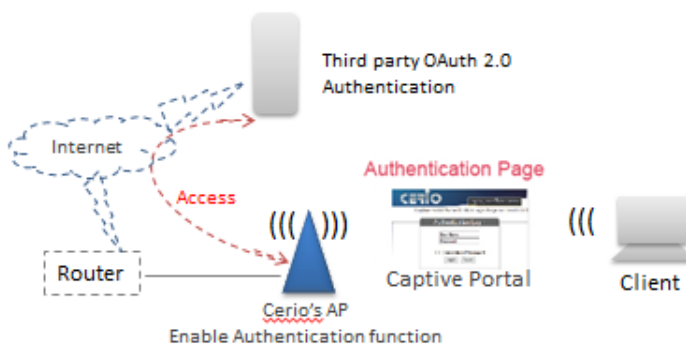 Third party OAuth 2.0
Authentication
Internet
Authentication Page
Access
CERIO
((( )))
(((
Router
Captive Portal
Client
Cerio's AP
Enable Authentication function